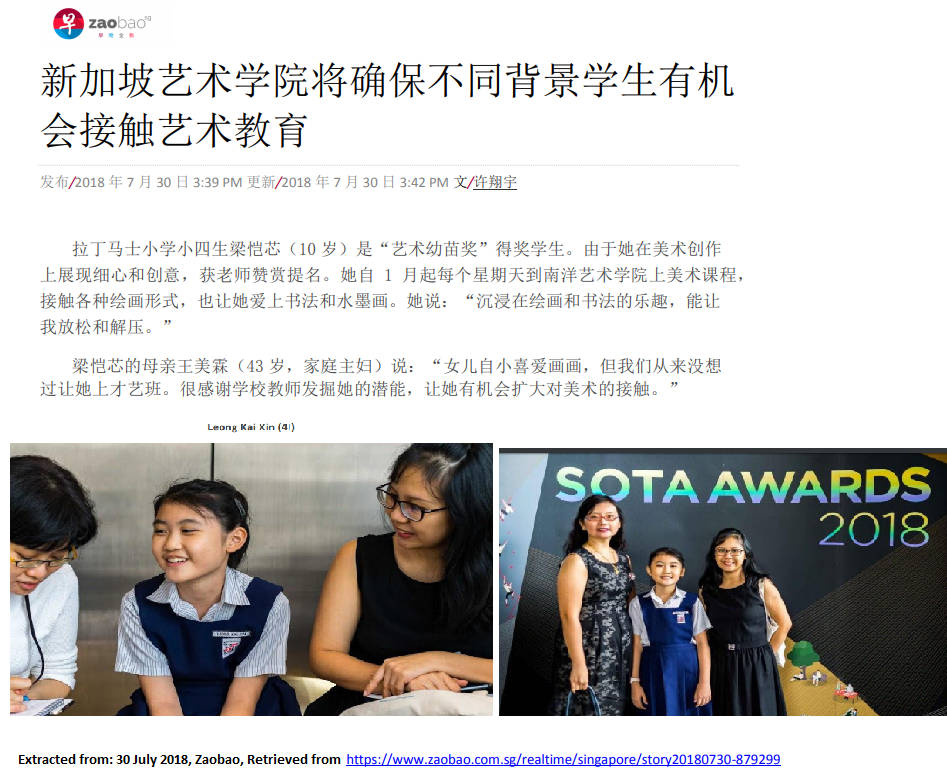 早
zaobao.sg
早报全新
新加坡艺术学院将确保不同背景学生有机
会接触艺术教育
发布/2018 年 7 月 30 日 3:39 PM 更新/2018 年 7 月 30 日 3:42 PM 文/许翔宇
拉丁马士小学小四生梁恺芯（10 岁）是“艺术幼苗奖”得奖学生。由于她在美术创作
上展现细心和创意，获老师赞赏提名。她自 1 月起每个星期天到南洋艺术学院上美术课程，
接触各种绘画形式，也让她爱上书法和水墨画。她说：“沉浸在绘画和书法的乐趣，能让
我放松和解压。”
梁恺芯的母亲王美霖（43 岁，家庭主妇）说：“女儿自小喜爱画画，但我们从来没想
过让她上才艺班。很感谢学校教师发掘她的潜能，让她有机会扩大对美术的接触。”
Leong Kai Xin (4I)
SOTA AWARDS
2018
Extracted from: 30 July 2018, Zaobao, Retrieved from https://www.zaobao.com.sg/realtime/singapore/story20180730-879299